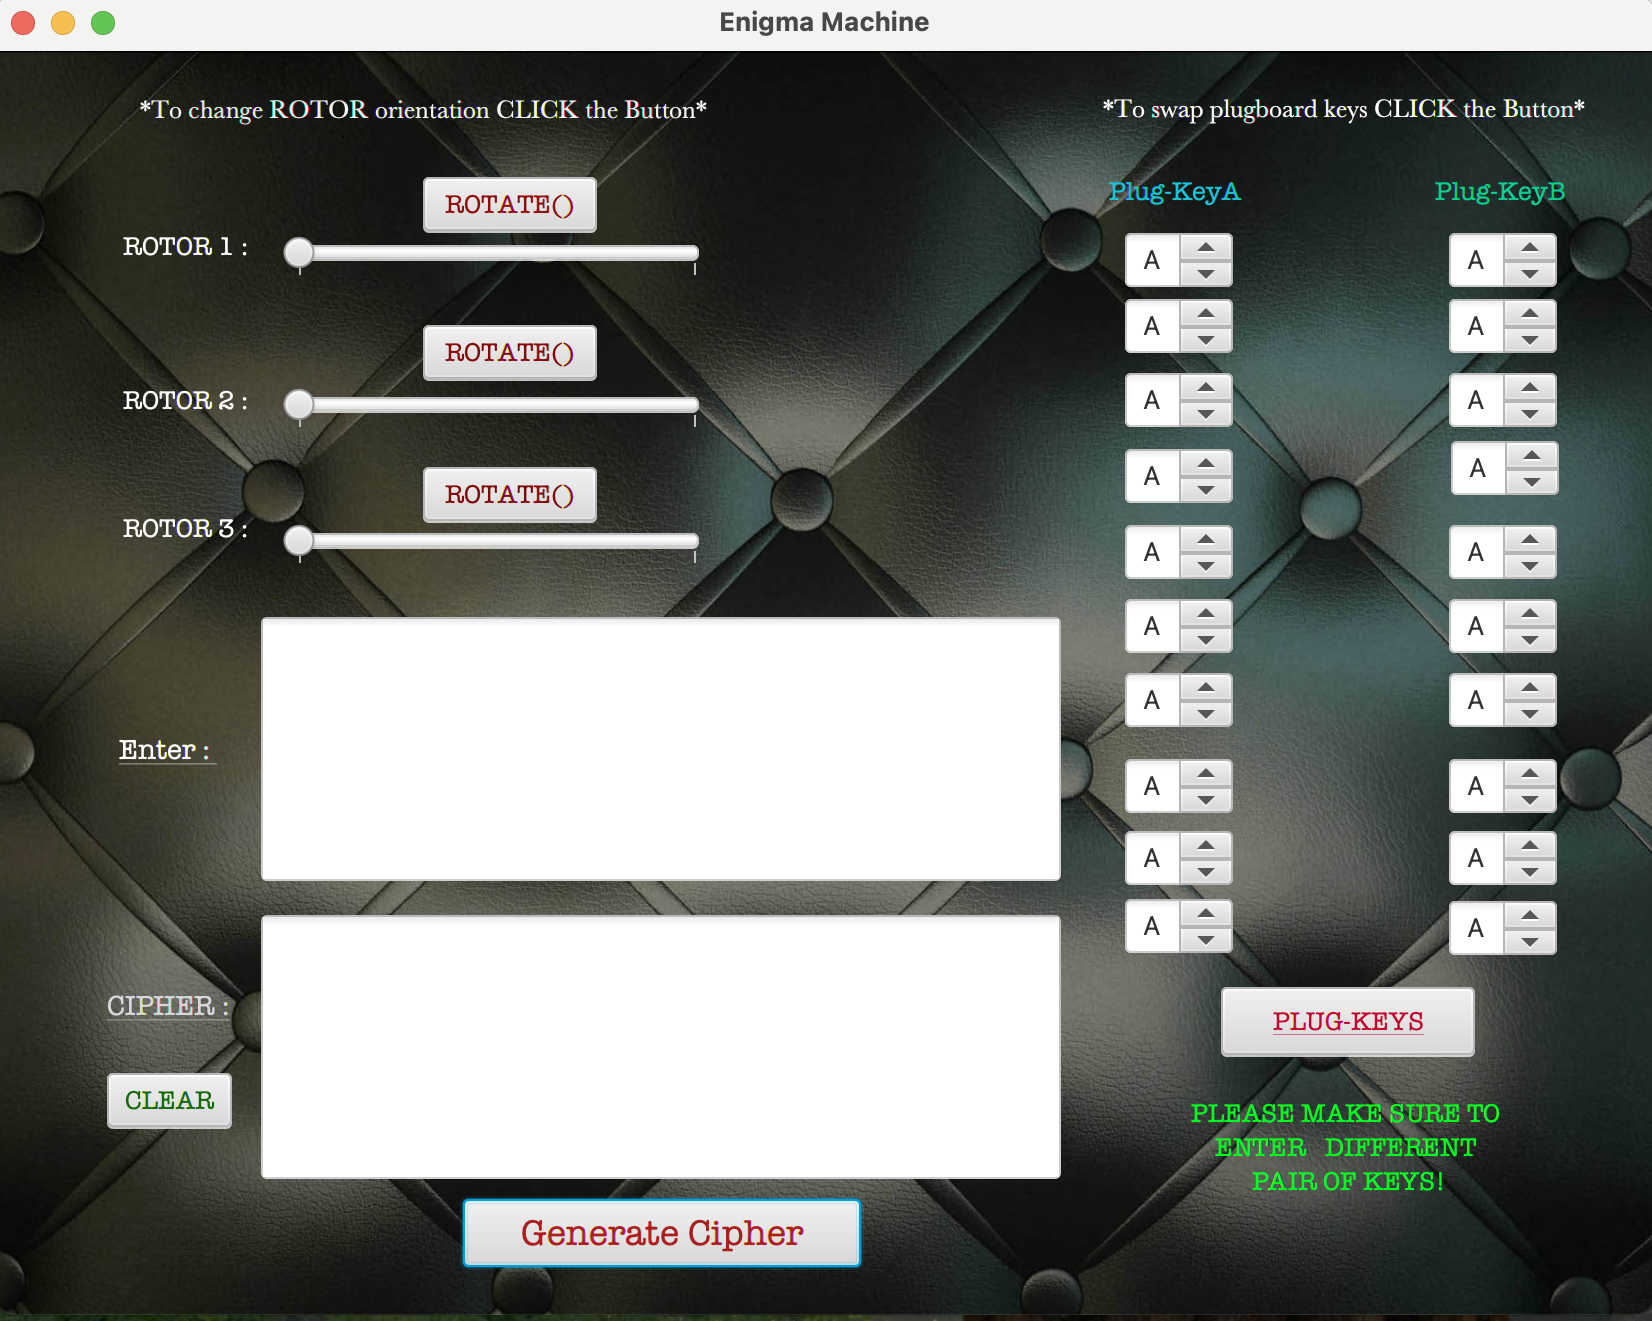 Enigma Machine
*To change ROTOR orientation CLICK the Button*
*To swap plugboard keys CLICK the Button*
Plug-KeyA Plug-KeyB
ROTATE()
ROTOR 1 :
A A
A A
ROTATE()
ROTOR 2 :
A A
A A
ROTATE()
ROTOR 3 :
A A
A A
A A
Enter :
A A
A A
A A
CIPHER :
PLUG-KEYS
CLEAR
PLEASE MAKE SURE TO
ENTER   DIFFERENT
PAIR OF KEYS!
Generate Cipher